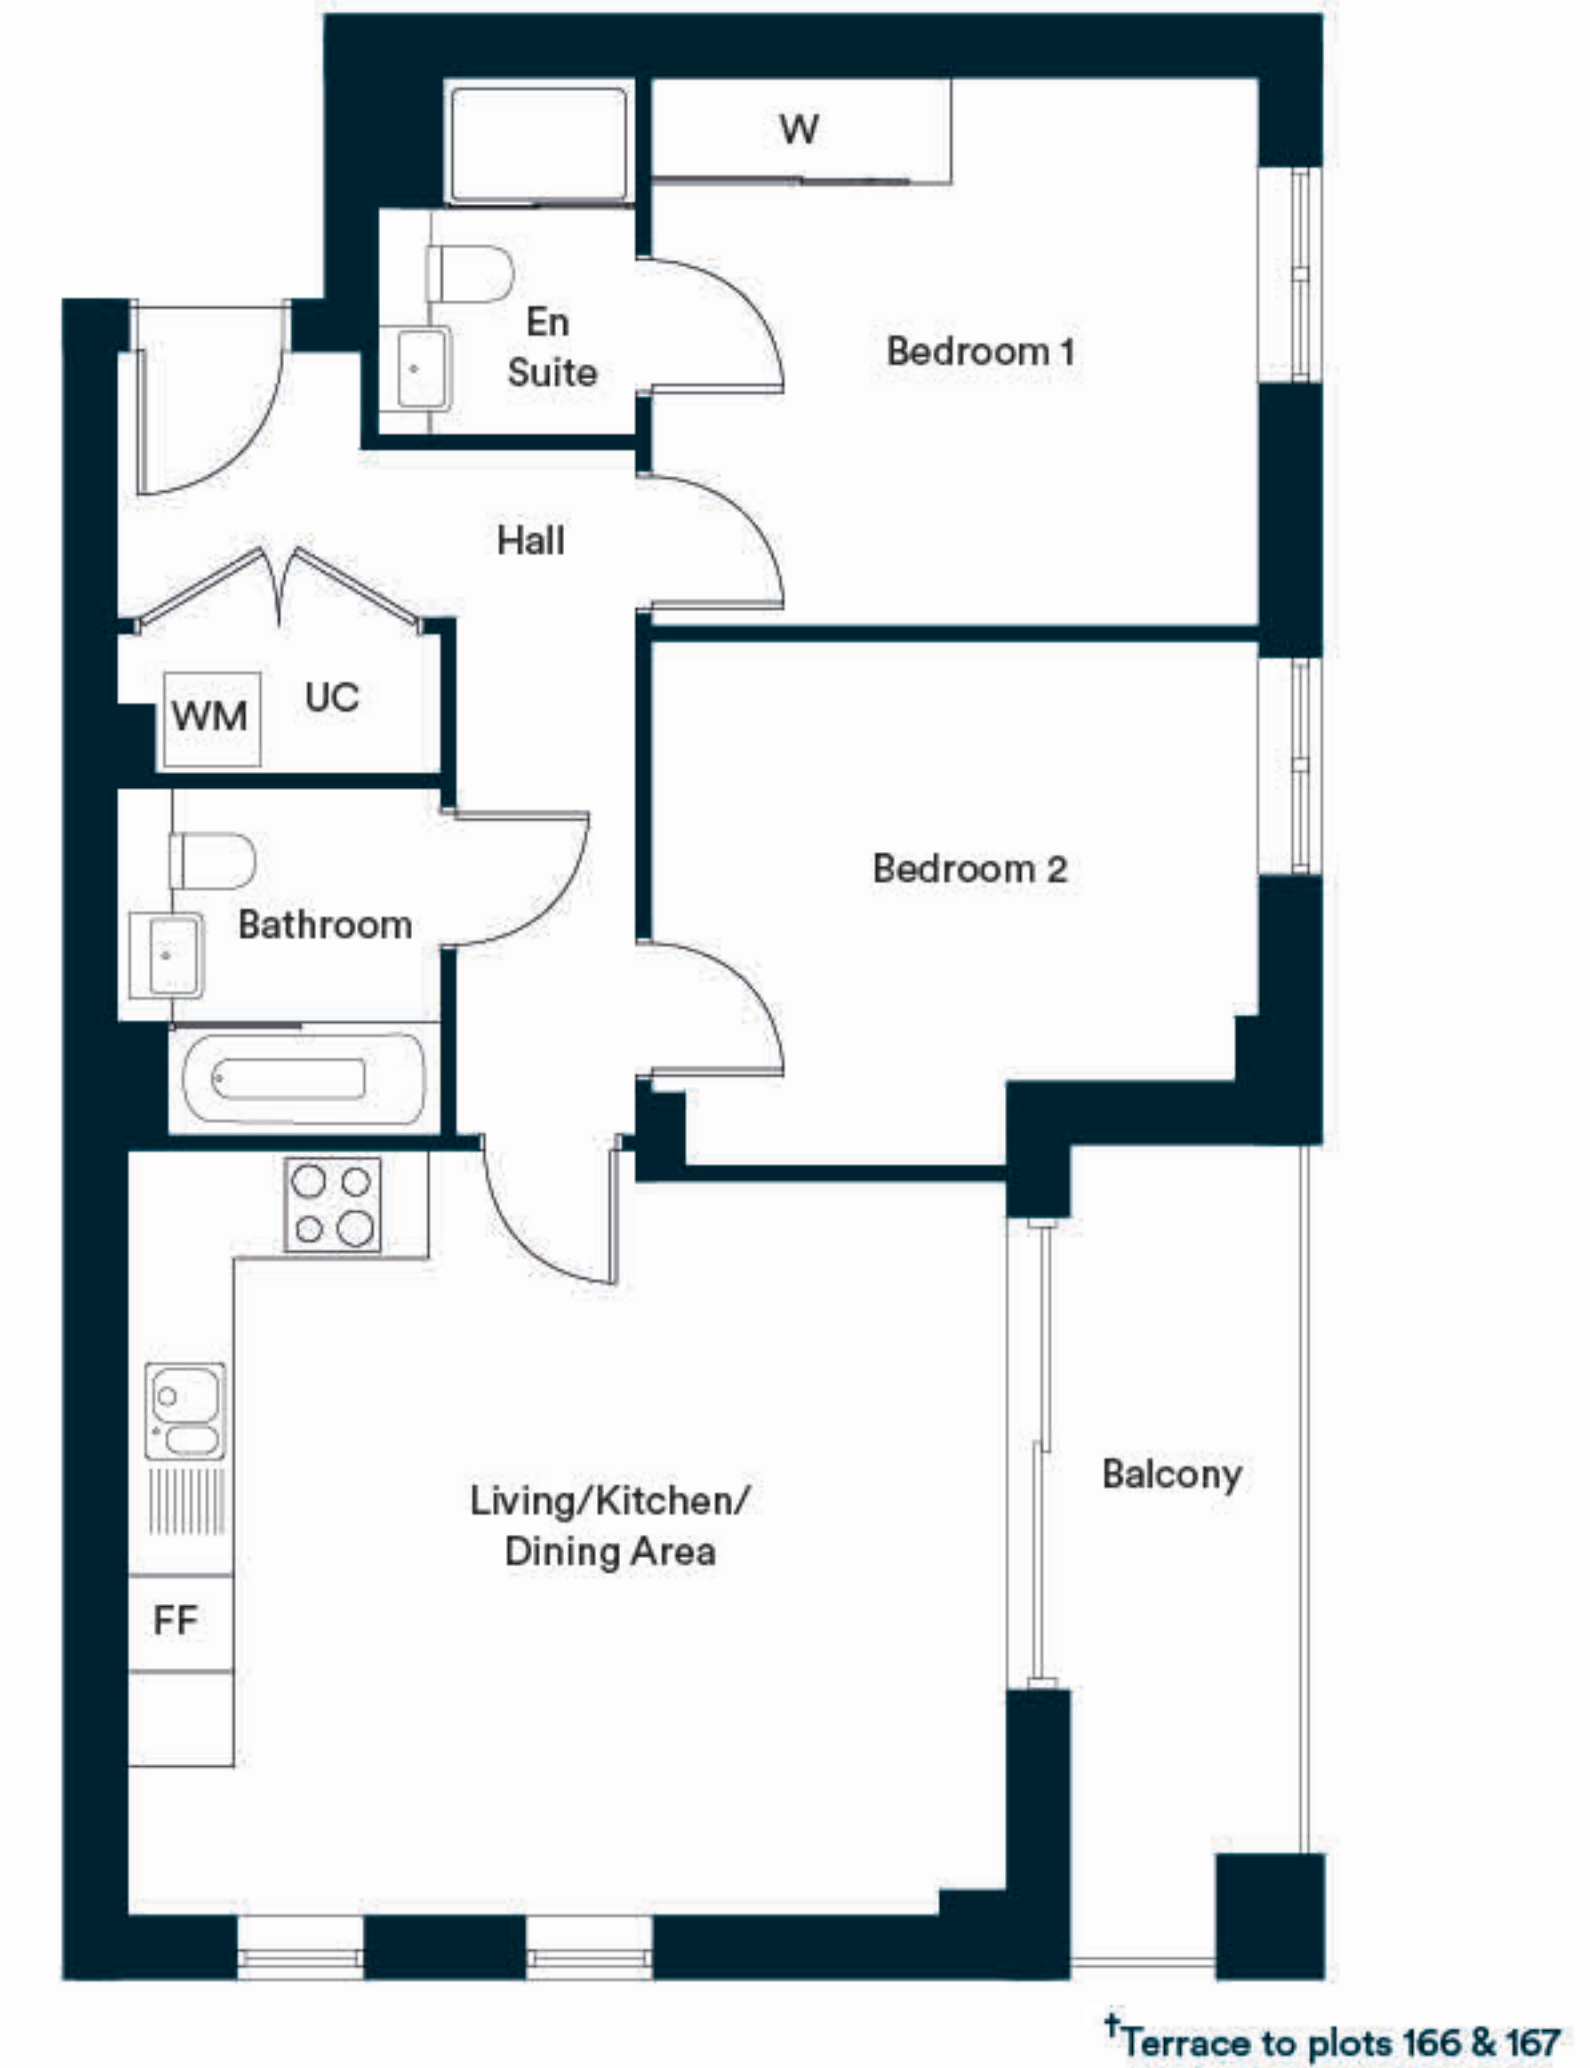 W
En
Suite
Bedroom 1
Hall
WM
UC
Bedroom 2
Bathroom
Living/Kitchen/
Dining Area
Balcony
FF
†Terrace to plots 166 & 167